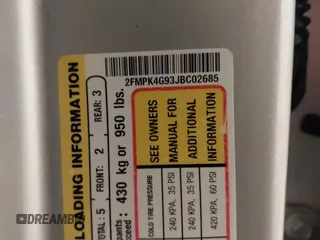 2FMPK4G93JBC02685
LOADING INFORMATION
REAR: 3
FRONT: 2
TOTAL: 5
430 kg or 950 lbs.
SEE OWNERS
MANUAL FOR
ADDITIONAL
INFORMATION
COLD TIRE PRESSURE
240 KPA, 35 PSI
240 KPA, 35 PSI
420 KPA, 60 PSI
DREAMBID